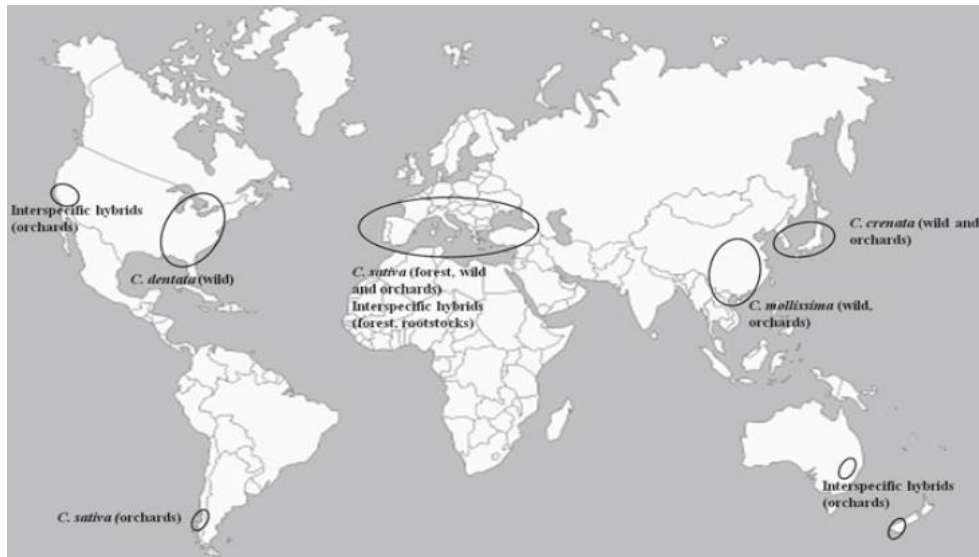 Interspecific hybrids
(orchards)
C. dentata (wild)
C. sativa (forest, wild
and orchards)
Interspecific hybrids
(forest, rootstocks)
C. crenata (wild and
orchards)
C. mollissima (wild,
orchards)
C. sativa (orchards)
Interspecific hybrids
(orchards)